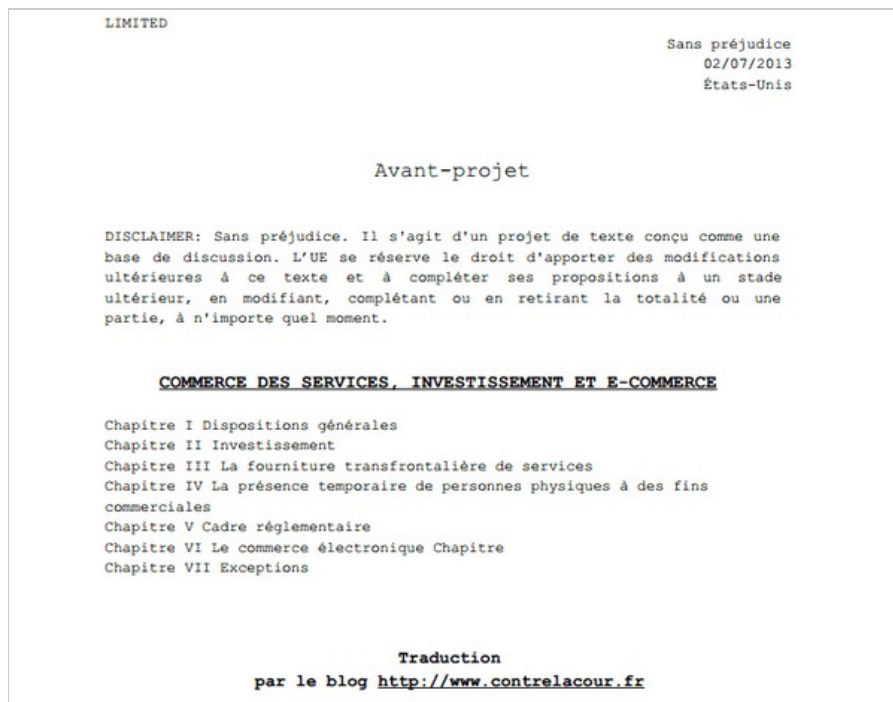 LIMITED
Sans préjudice
02/07/2013
États-Unis
Avant-projet
DISCLAIMER: Sans préjudice. Il s'agit d'un projet de texte conçu comme une
base de discussion. L'UE se réserve le droit d'apporter des modifications
ultérieures à ce texte et à compléter ses propositions à un stade
ultérieur, en modifiant, complétant ou en retirant la totalité ou une
partie, à n'importe quel moment.
COMMERCE DES SERVICES, INVESTISSEMENT ET E-COMMERCE
Chapitre I Dispositions générales
Chapitre II Investissement
Chapitre III La fourniture transfrontalière de services
Chapitre IV La présence temporaire de personnes physiques à des fins
commerciales
Chapitre V Cadre réglementaire
Chapitre VI Le commerce électronique Chapitre
Chapitre VII Exceptions
Traduction
par le blog http://www.contrelacour.fr